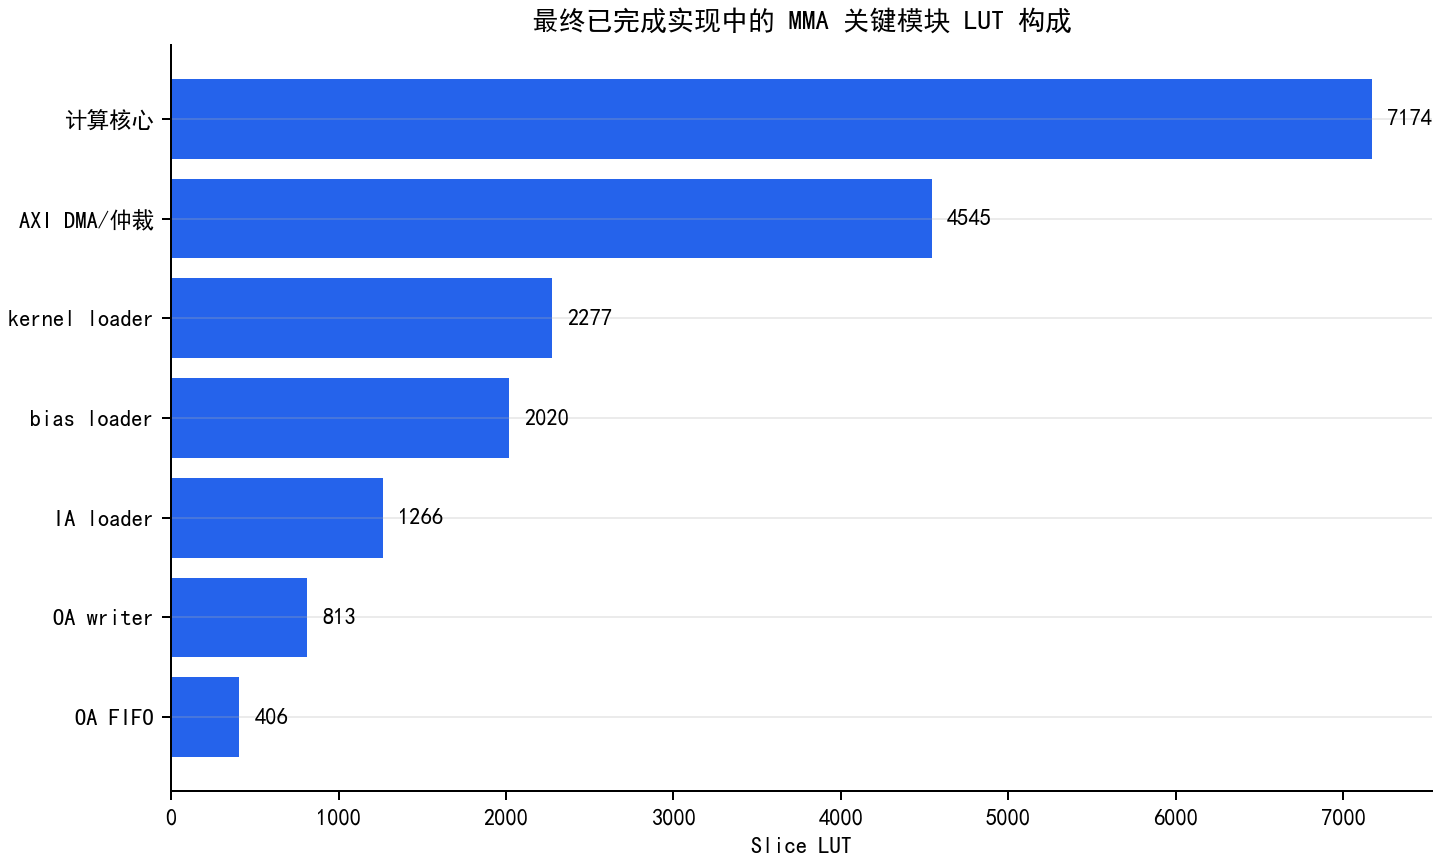 最终已完成实现中的 MMA 关键模块 LUT 构成
计算核心 7174
AXI DMA/仲裁 4545
kernel loader 2277
bias loader 2020
IA loader 1266
OA writer 813
OA FIFO 406
0 1000 2000 3000 4000 5000 6000 7000
Slice LUT